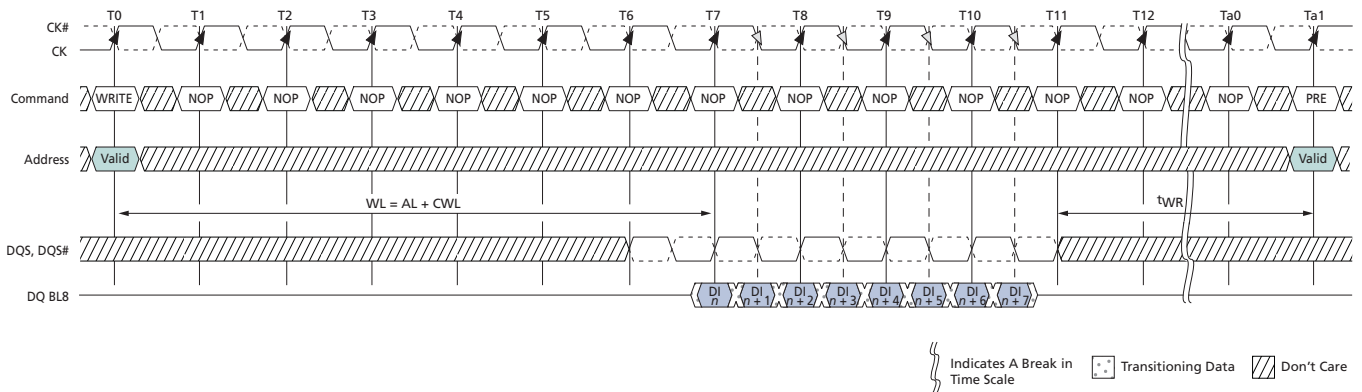 T0 T1 T2 T3 T4 T5 T6 T7 T8 T9 T10 T11 T12 Ta0 Ta1
CK#
CK
Command WRITE NOP NOP NOP NOP NOP NOP NOP NOP NOP NOP NOP NOP NOP PRE
Address Valid Valid
WL = AL + CWL tWR
DQS, DQS#
DQ BL8 DI n DI n + 1 DI n + 2 DI n + 3 DI n + 4 DI n + 5 DI n + 6 DI n + 7
Indicates A Break in
Time Scale
Transitioning Data
Don't Care